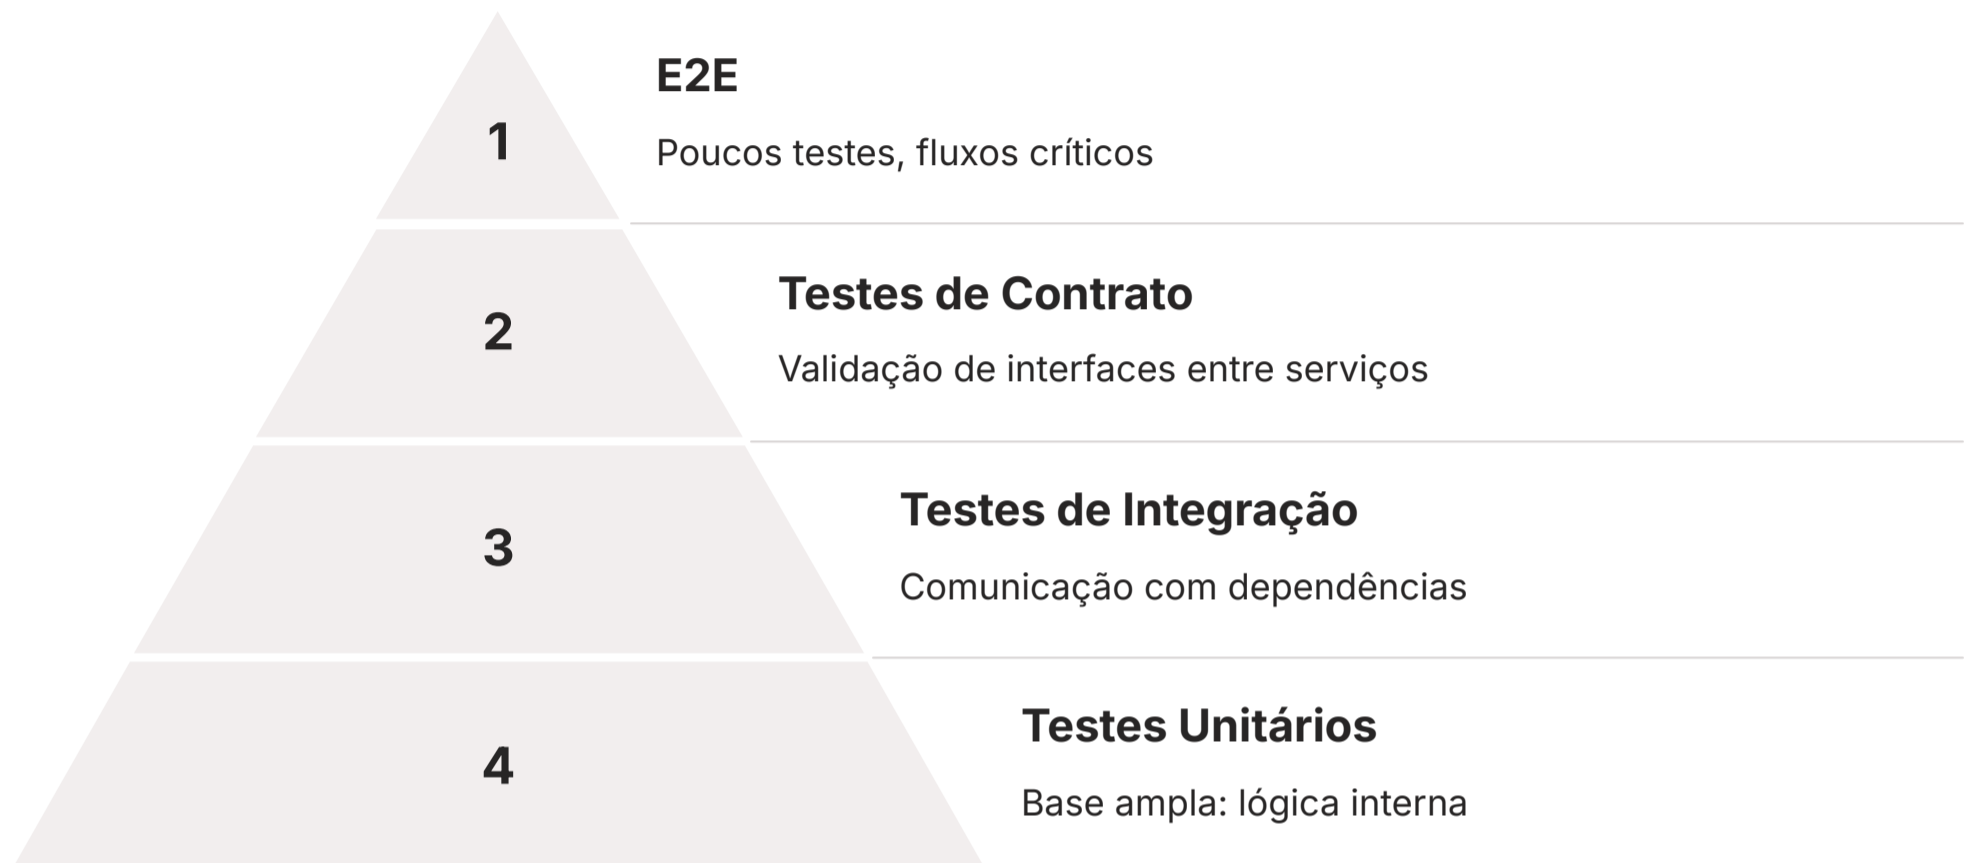 1
E2E
Poucos testes, fluxos críticos
2
Testes de Contrato
Validação de interfaces entre serviços
3
Testes de Integração
Comunicação com dependências
4
Testes Unitários
Base ampla: lógica interna